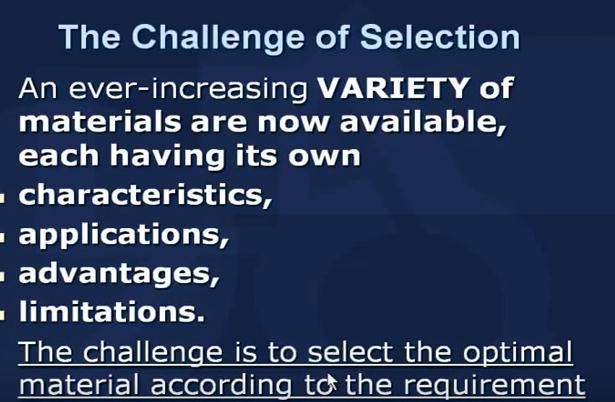 The Challenge of Selection
An ever-increasing VARIETY of
materials are now available,
each having its own
characteristics,
applications,
advantages,
limitations.
The challenge is to select the optimal
material according to the requirement